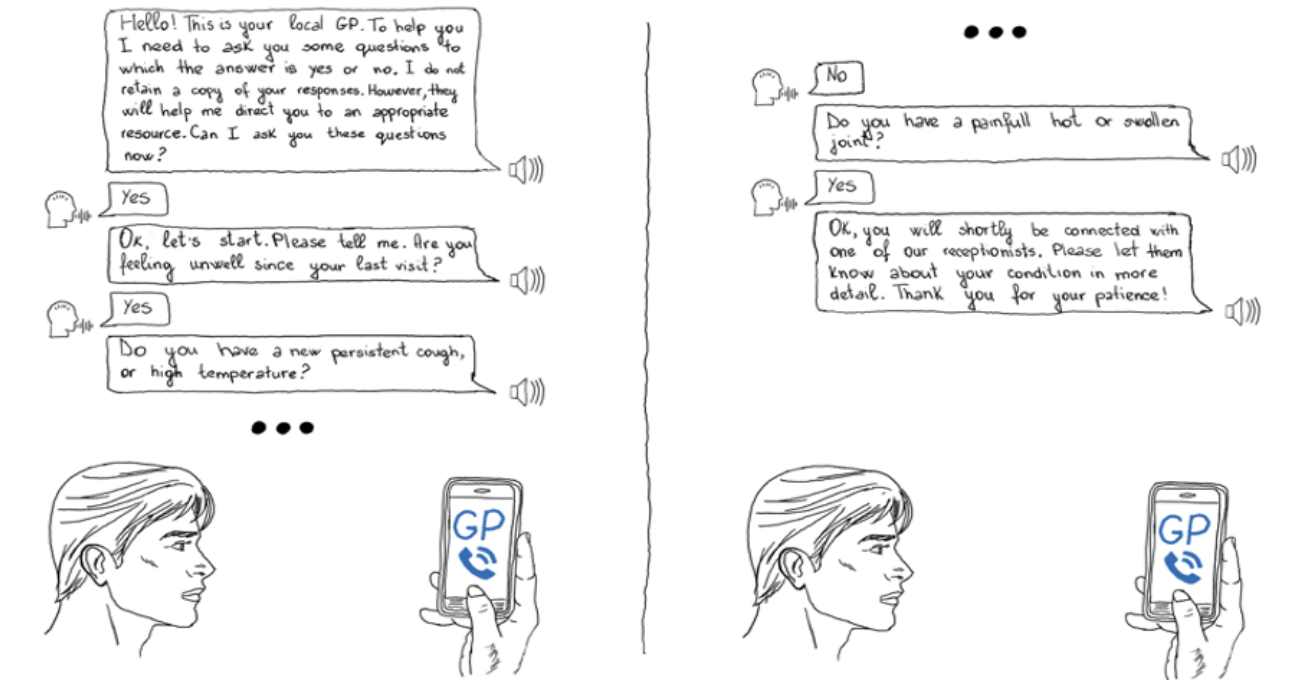 Hello! This is your local GP. To help you
I need to ask you some questions to
which the answer is yes or no. I do not
retain a copy of your responses. However, they
will help me direct you to an appropriate
resource. Can I ask you these questions
now?
Yes
Ok, let's start. Please tell me. Are you
feeling unwell since your last visit?
Yes
Do you have a new persistent cough,
or high temperature?
GP
No
Do you have a painfull hot or swollen
joint?
Yes
OK, you will shortly be connected with
one of our receptionists. Please let them
know about your condition in more
detail. Thank you for your patience!
GP